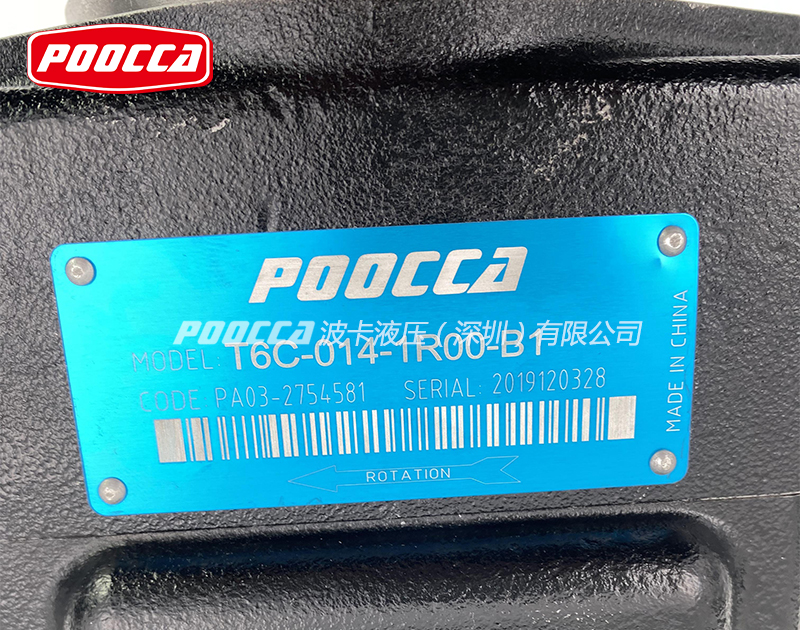 POOCCA
POOCCA
POOCCA 波卡液压（深圳）有限公司
MODEL: T6C-014-1R00-B1
CODE PA03-2754581 SERIAL: 2019120328
ROTATION
MADE IN CHINA